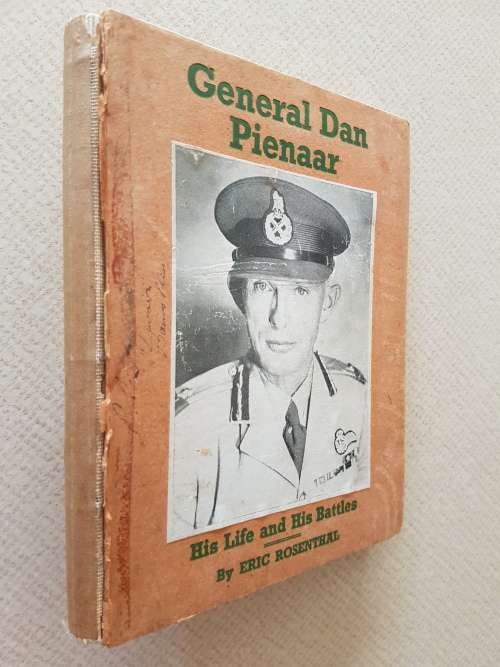 General Dan
Pienaar
His Life and His Battles
By ERIC ROSENTHAL